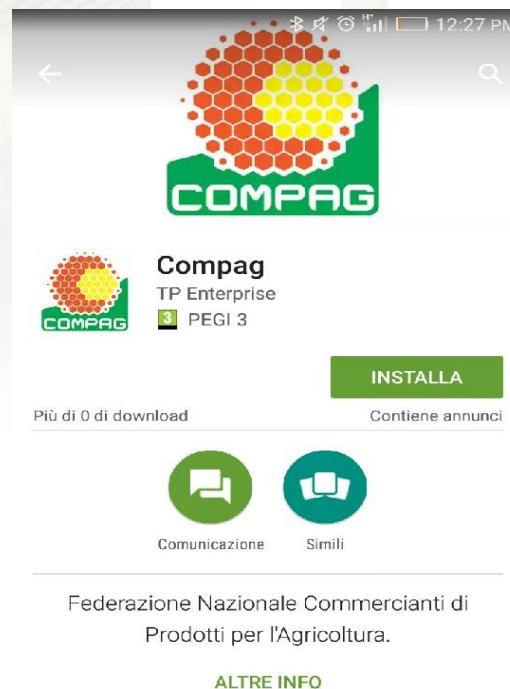 12:27 PM
COMPAG
COMPAG
Compag
TP Enterprise
3 PEGI 3
INSTALLA
Più di 0 di download
Contiene annunci
Comunicazione
Simili
Federazione Nazionale Commercianti di
Prodotti per l'Agricoltura.
ALTRE INFO